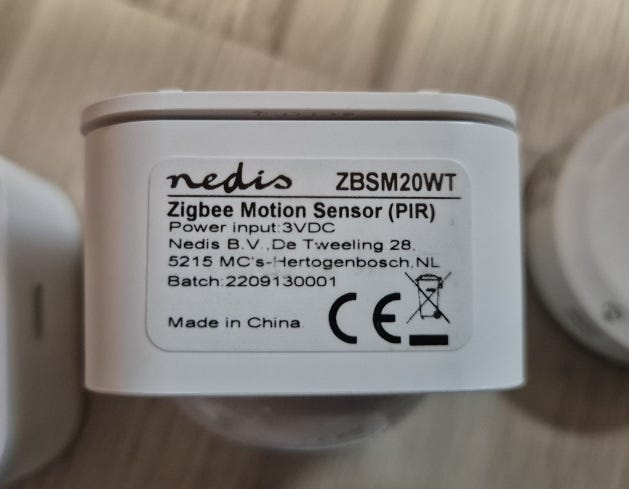 nedis ZBSM20WT
Zigbee Motion Sensor (PIR)
Power input:3VDC
Nedis B.V.,De Tweeling 28,
5215 MC's-Hertogenbosch,NL
Batch:2209130001
Made in China.
CE